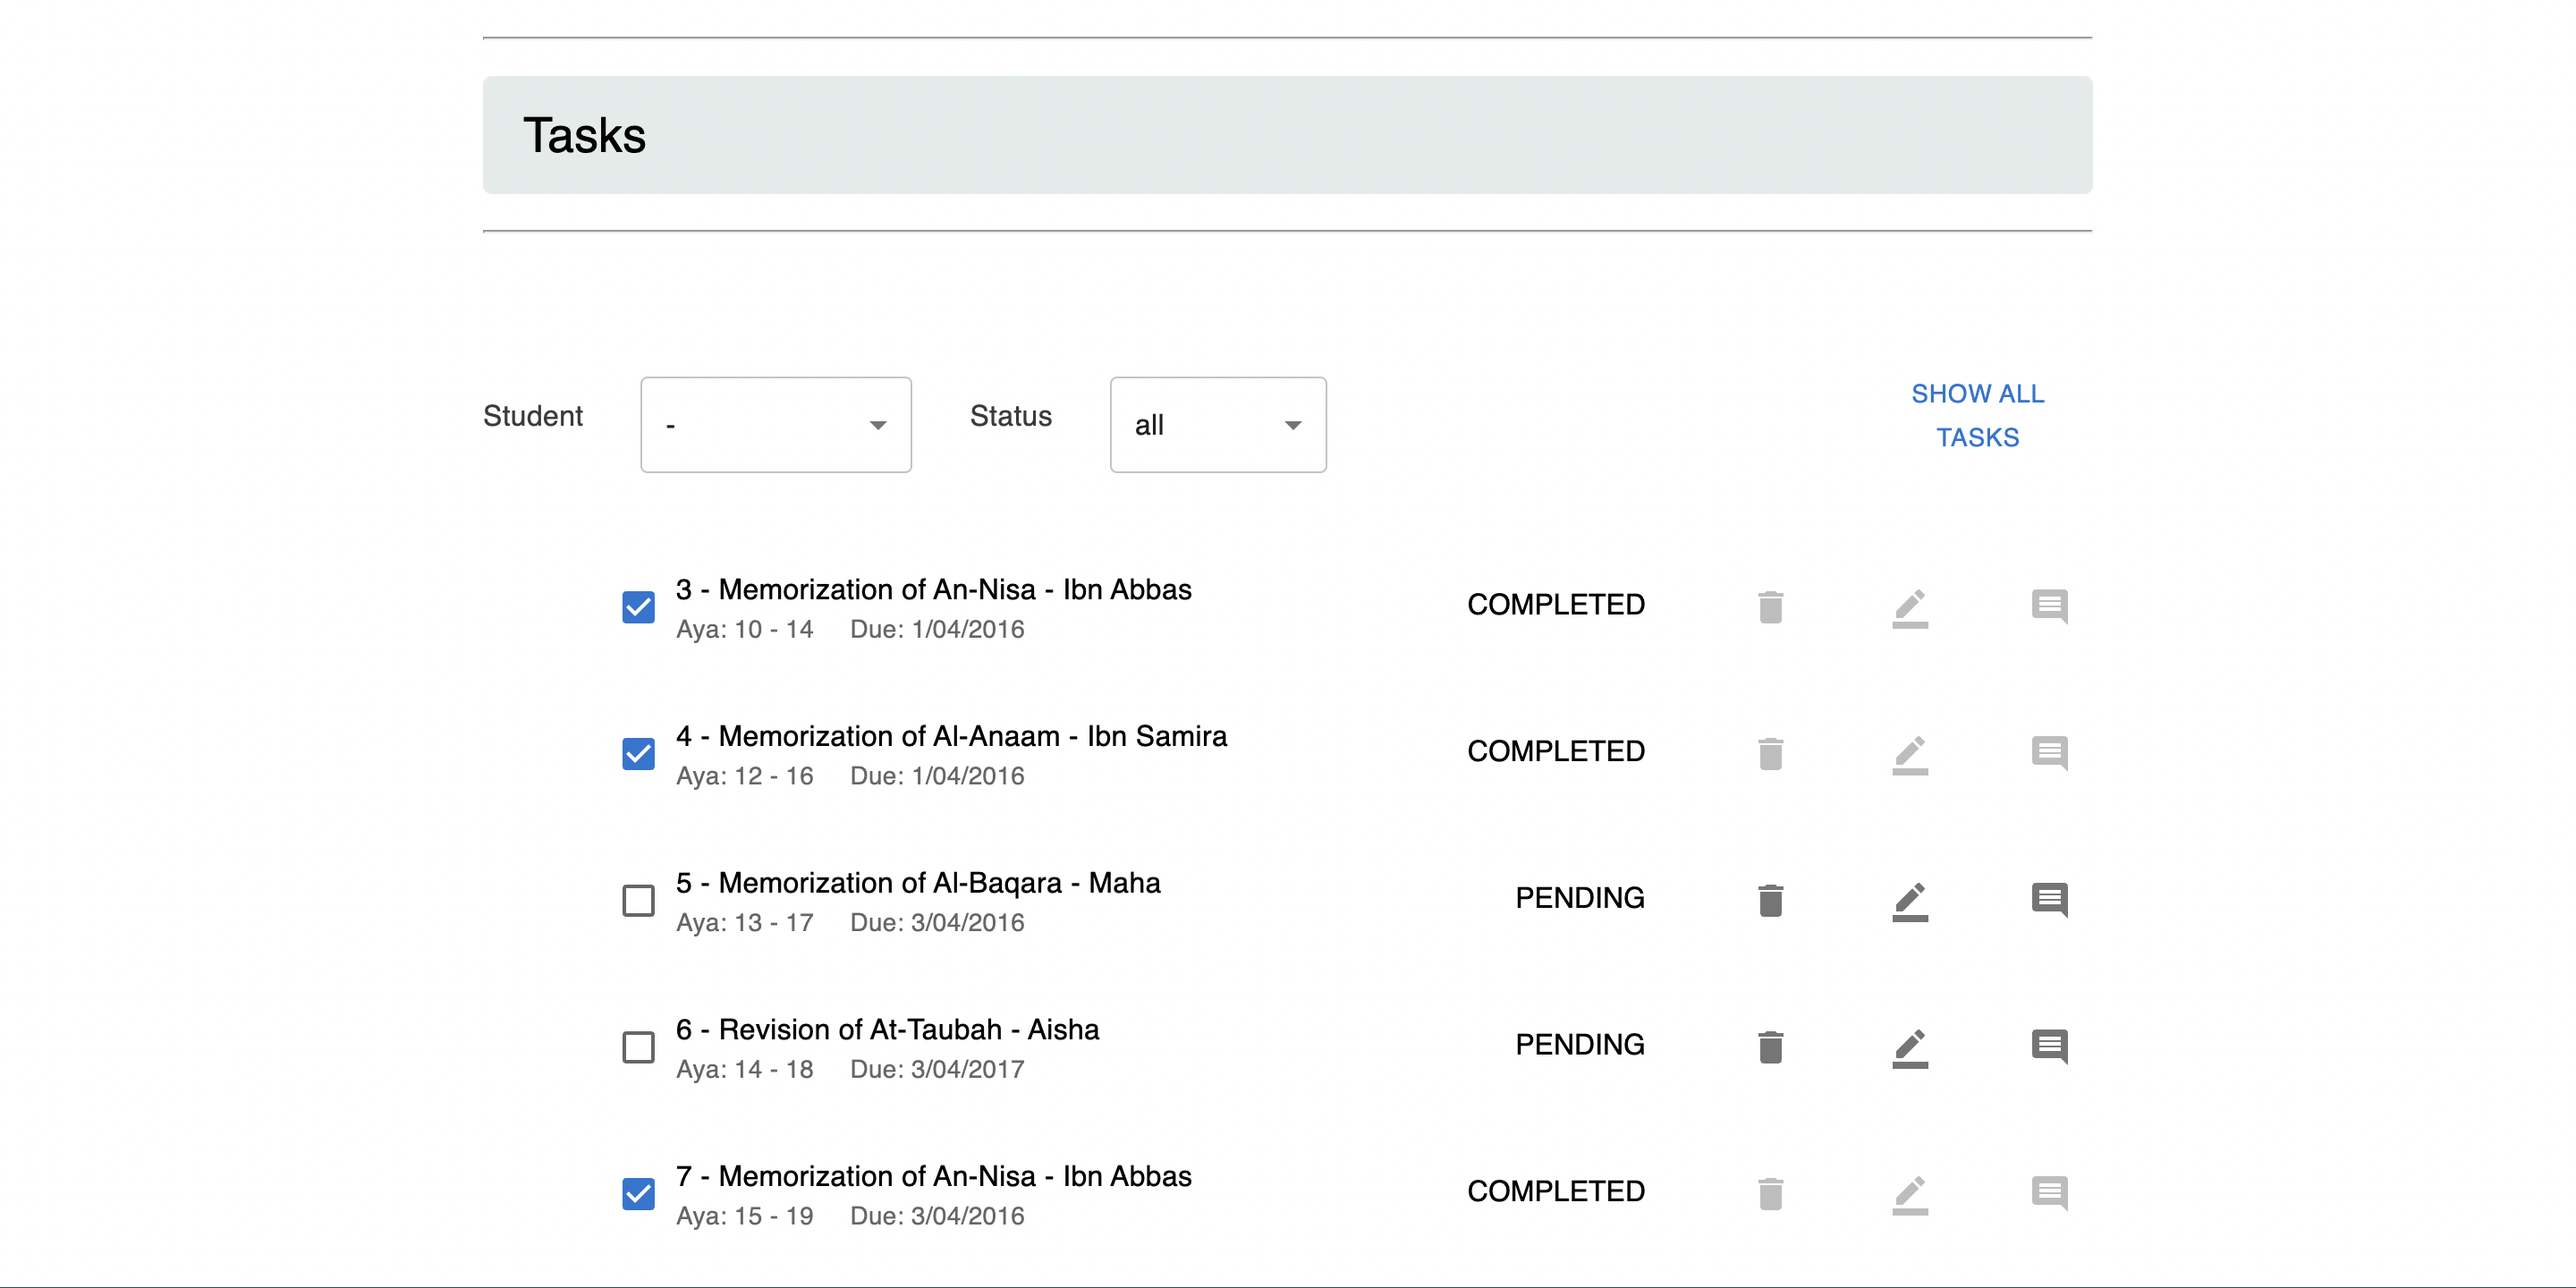 Tasks
Student - Status all SHOW ALL TASKS
3 - Memorization of An-Nisa - Ibn Abbas COMPLETED
Aya: 10 - 14 Due: 1/04/2016
4 - Memorization of Al-Anaam - Ibn Samira COMPLETED
Aya: 12 - 16 Due: 1/04/2016
5 - Memorization of Al-Baqara - Maha PENDING
Aya: 13 - 17 Due: 3/04/2016
6 - Revision of At-Taubah - Aisha PENDING
Aya: 14 - 18 Due: 3/04/2017
7 - Memorization of An-Nisa - Ibn Abbas COMPLETED
Aya: 15 - 19 Due: 3/04/2016